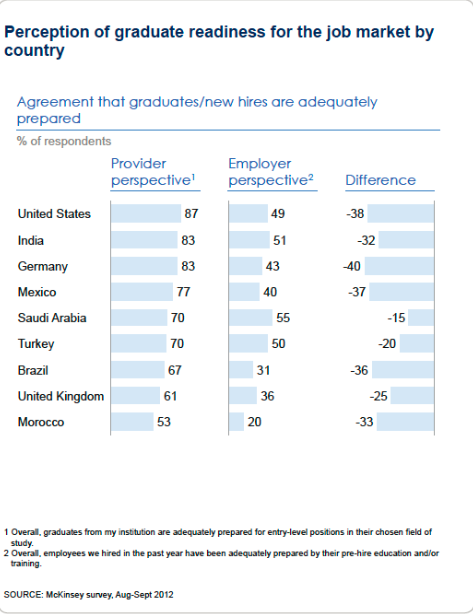 Perception of graduate readiness for the job market by
country
Agreement that graduates/new hires are adequately
prepared
% of respondents
Provider perspective1 Employer perspective2 Difference
United States 87 49 -38
India 83 51 -32
Germany 83 43 -40
Mexico 77 40 -37
Saudi Arabia 70 55 -15
Turkey 70 50 -20
Brazil 67 31 -36
United Kingdom 61 36 -25
Morocco 53 20 -33
1 Overall, graduates from my institution are adequately prepared for entry-level positions in their chosen field of
study.
2 Overall, employees we hired in the past year have been adequately prepared by their pre-hire education and/or
training.
SOURCE: McKinsey survey, Aug-Sept 2012